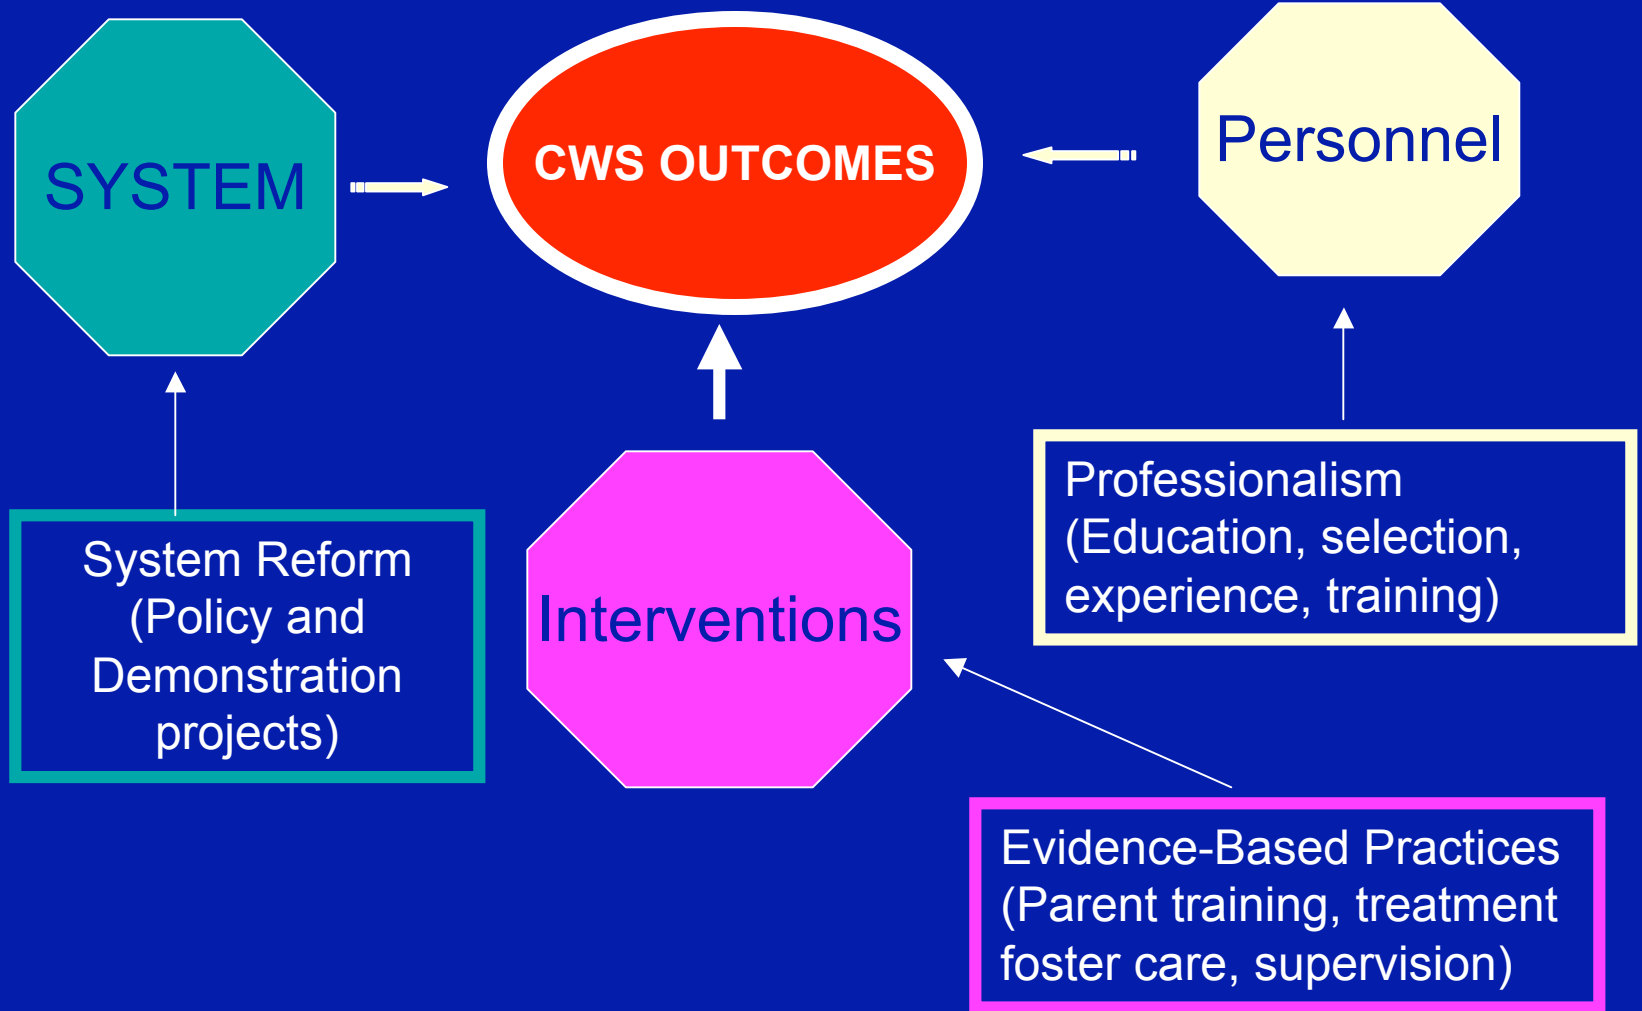 SYSTEM
CWS OUTCOMES
Personnel
System Reform
(Policy and
Demonstration
projects)
Interventions
Professionalism
(Education, selection,
experience, training)
Evidence-Based Practices
(Parent training, treatment
foster care, supervision)